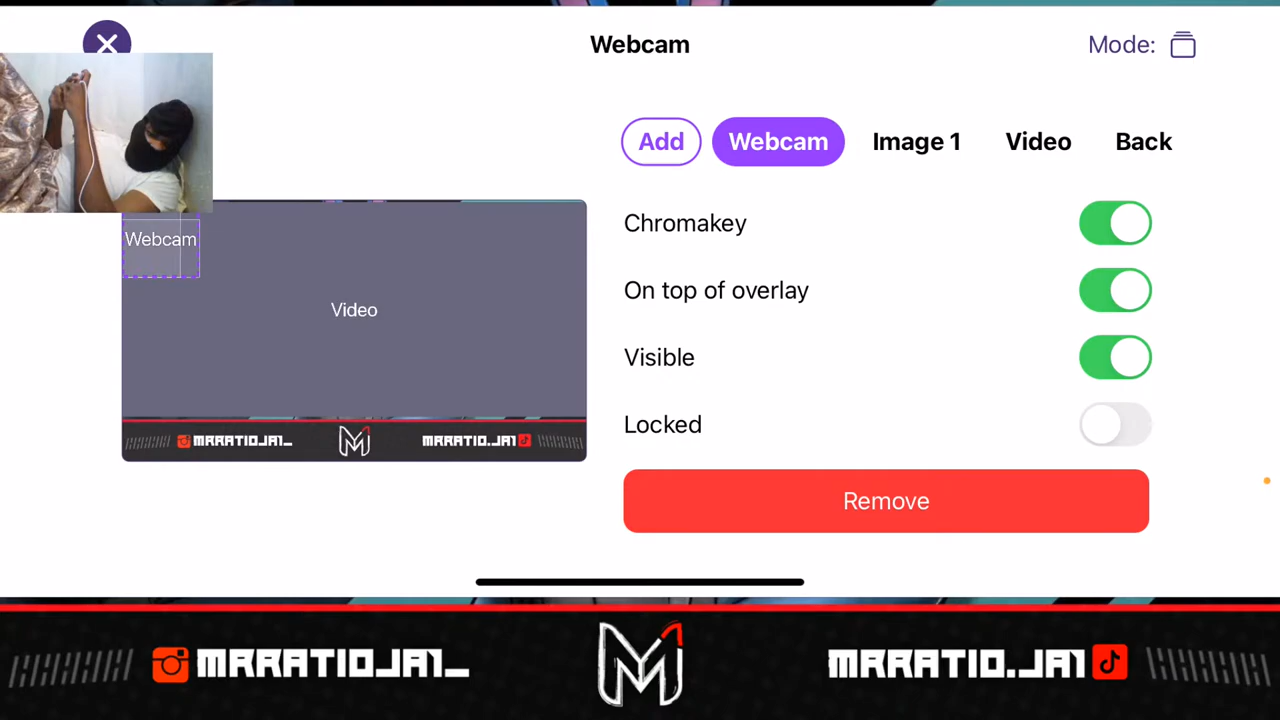 Webcam
Mode:
Add Webcam Image 1 Video Back
Chromakey
On top of overlay
Visible
Locked
Remove
Webcam
Video
MRRATIOJA1_ M MRRATIO.JA1
MRRATIOJA1_ M MRRATIO.JA1